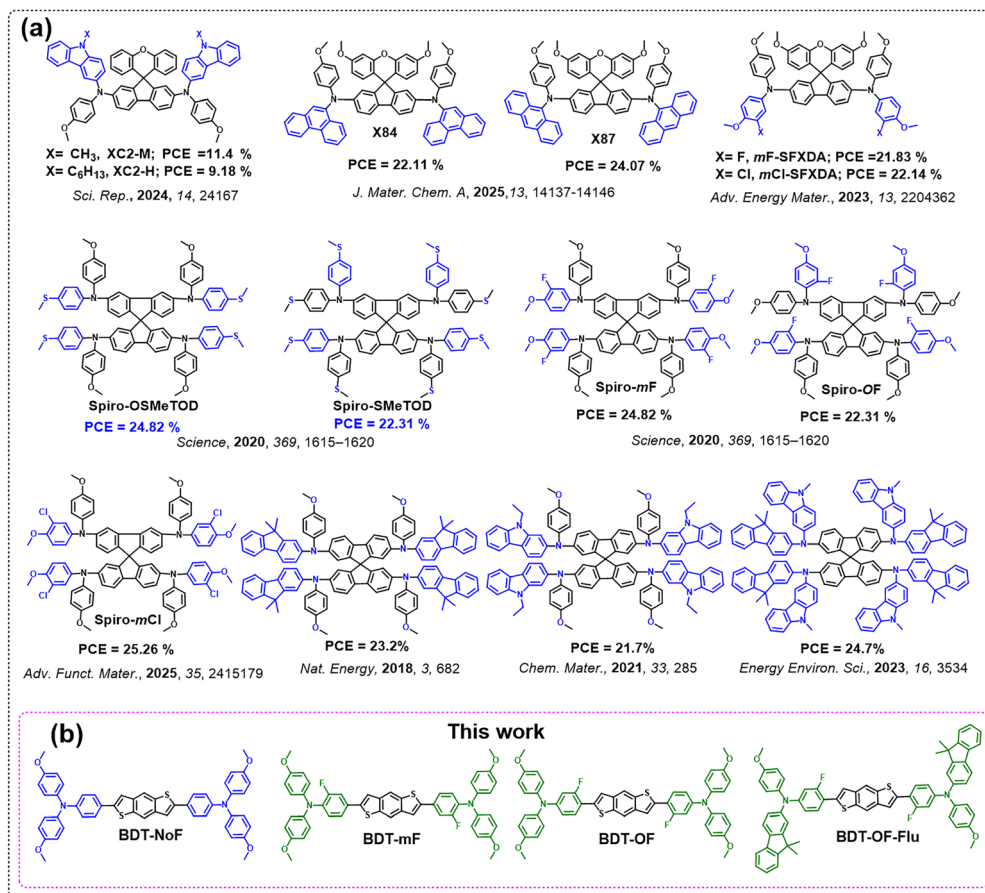 (a)
X= CH3, XC2-M; PCE =11.4 %
X= C6H13, XC2-H; PCE = 9.18 %
Sci. Rep., 2024, 14, 24167
X84
PCE = 22.11 %
X87
PCE = 24.07 %
J. Mater. Chem. A, 2025,13, 14137-14146
X= F, mF-SFXDA; PCE =21.83 %
X= Cl, mCl-SFXDA; PCE = 22.14 %
Adv. Energy Mater., 2023, 13, 2204362
Spiro-OSMeTOD
PCE = 24.82 %
Spiro-SMeTOD
PCE = 22.31 %
Science, 2020, 369, 1615–1620
Spiro-mF
PCE = 24.82 %
Spiro-OF
PCE = 22.31 %
Science, 2020, 369, 1615–1620
Spiro-mCl
PCE = 25.26 %
Adv. Funct. Mater., 2025, 35, 2415179
PCE = 23.2%
Nat. Energy, 2018, 3, 682
PCE = 21.7%
Chem. Mater., 2021, 33, 285
PCE = 24.7%
Energy Environ. Sci., 2023, 16, 3534
(b)
This work
BDT-NoF
BDT-mF
BDT-OF
BDT-OF-Flu